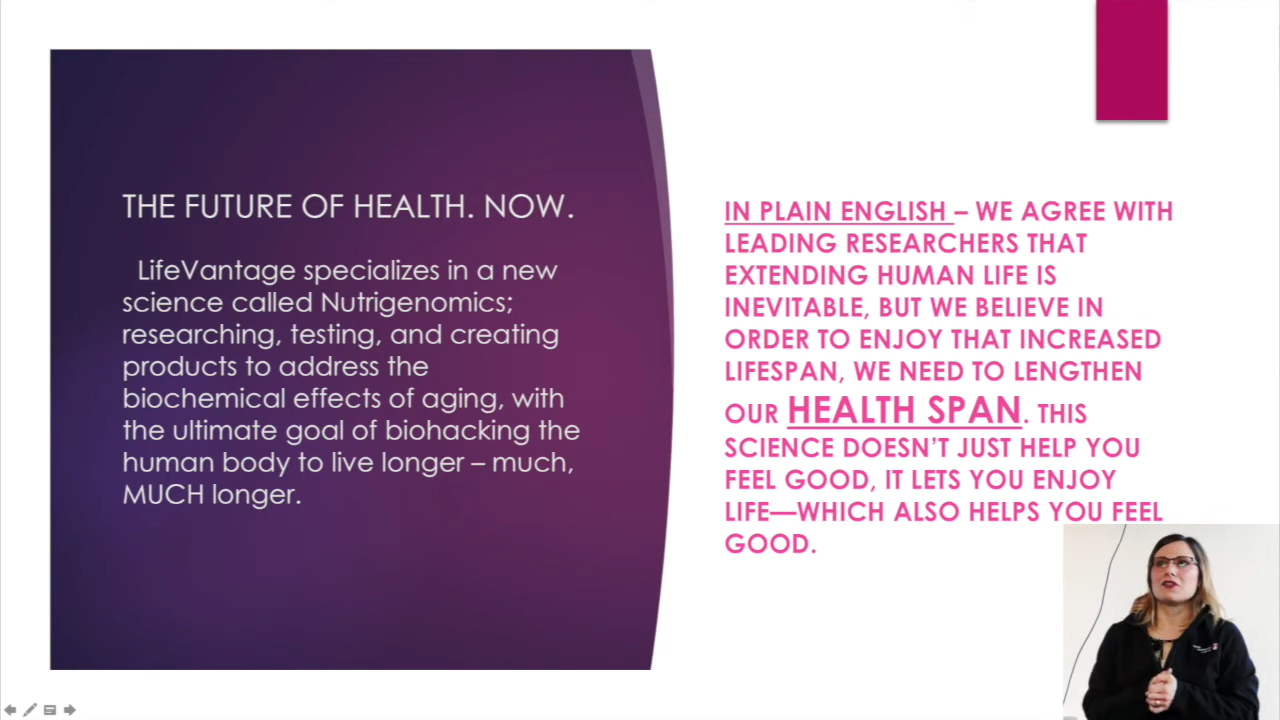 THE FUTURE OF HEALTH. NOW.
LifeVantage specializes in a new
science called Nutrigenomics;
researching, testing, and creating
products to address the
biochemical effects of aging, with
the ultimate goal of biohacking the
human body to live longer – much,
MUCH longer.
IN PLAIN ENGLISH – WE AGREE WITH
LEADING RESEARCHERS THAT
EXTENDING HUMAN LIFE IS
INEVITABLE, BUT WE BELIEVE IN
ORDER TO ENJOY THAT INCREASED
LIFESPAN, WE NEED TO LENGTHEN
OUR HEALTH SPAN. THIS
SCIENCE DOESN’T JUST HELP YOU
FEEL GOOD, IT LETS YOU ENJOY
LIFE—WHICH ALSO HELPS YOU FEEL
GOOD.